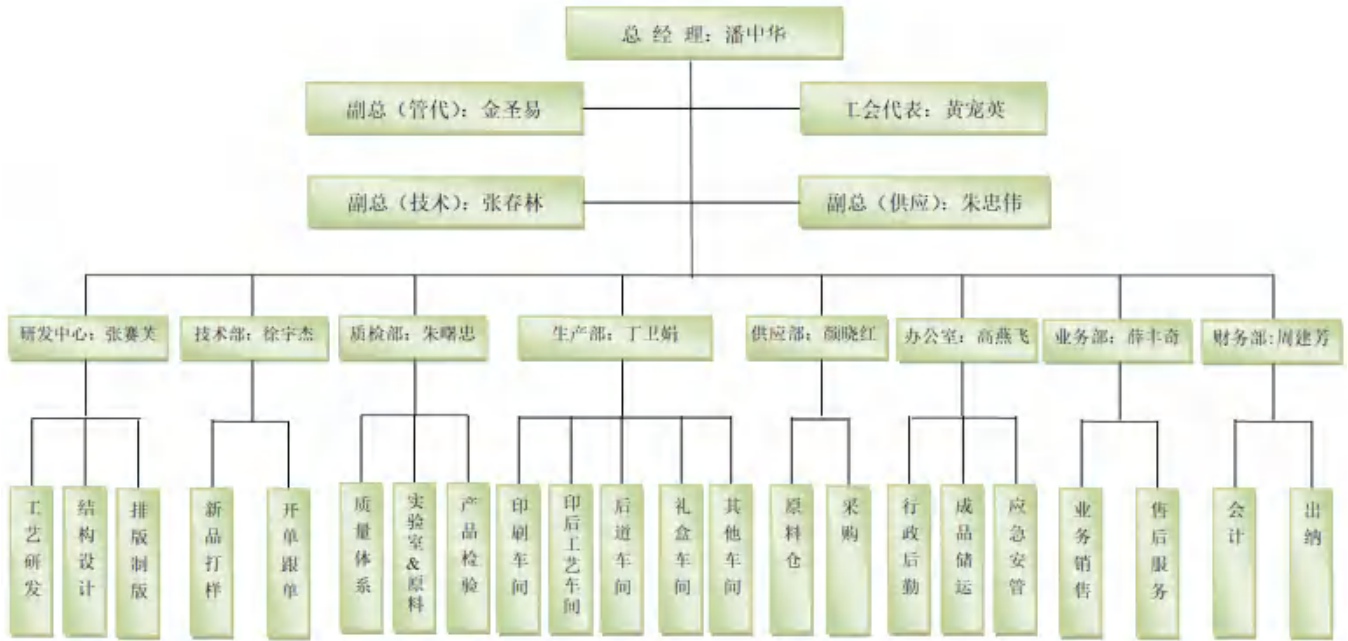 总 经 理：潘中华
副总（管代）：金圣易
工会代表：黄宠英
副总（技术）：张春林
副总（供应）：朱忠伟
研发中心：张赛芙
技术部：徐宇杰
质检部：朱曙忠
生产部：丁卫娟
供应部：颜晓红
办公室：高燕飞
业务部：薛丰奇
财务部:周建芳
工艺研发
结构设计
排版制版
新品打样
开单跟单
质量体系
实验室&原料
产品检验
印刷车间
印后工艺车间
后道车间
礼盒车间
其他车间
原料仓
采购
行政后勤
成品储运
应急安管
业务销售
售后服务
会计
出纳